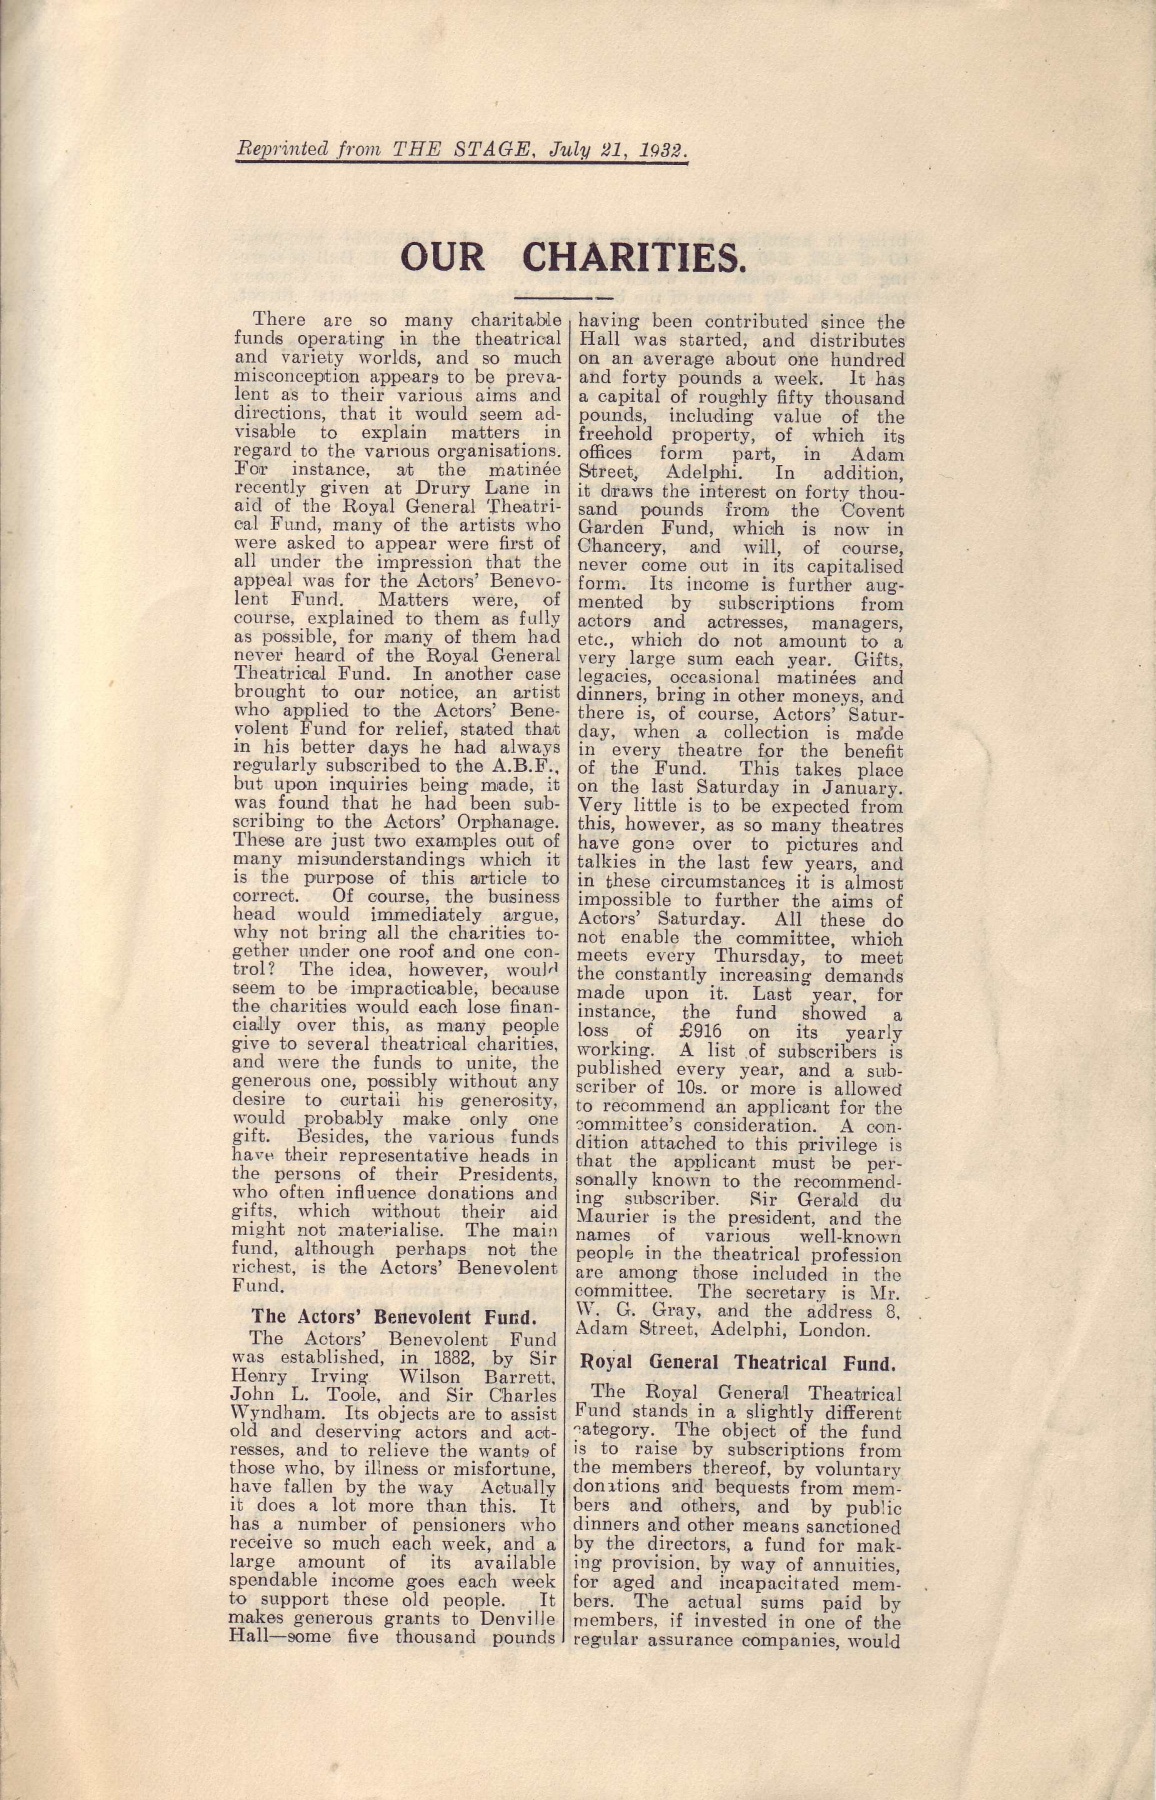 Reprinted from THE STAGE, July 21, 1932.
OUR CHARITIES.
There are so many charitable
funds operating in the theatrical
and variety worlds, and so much
misconception appears to be preva-
lent as to their various aims and
directions, that it would seem ad-
visable to explain matters in
regard to the various organisations.
For instance, at the matinée
recently given at Drury Lane in
aid of the Royal General Theatri-
cal Fund, many of the artists who
were asked to appear were first of
all under the impression that the
appeal was for the Actors' Benevo-
lent Fund. Matters were, of
course, explained to them as fully
as possible, for many of them had
never heard of the Royal General
Theatrical Fund. In another case
brought to our notice, an artist
who applied to the Actors' Bene-
volent Fund for relief, stated that
in his better days he had always
regularly subscribed to the A.B.F.,
but upon inquiries being made, it
was found that he had been sub-
scribing to the Actors' Orphanage.
These are just two examples out of
many misunderstandings which it
is the purpose of this article to
correct. Of course, the business
head would immediately argue,
why not bring all the charities to-
gether under one roof and one con-
trol? The idea, however, would
seem to be impracticable, because
the charities would each lose finan-
cially over this, as many people
give to several theatrical charities,
and were the funds to unite, the
generous one, possibly without any
desire to curtail his generosity,
would probably make only one
gift. Besides, the various funds
have their representative heads in
the persons of their Presidents,
who often influence donations and
gifts, which without their aid
might not materialise. The main
fund, although perhaps not the
richest, is the Actors' Benevolent
Fund.
The Actors' Benevolent Fund.
The Actors' Benevolent Fund
was established, in 1882, by Sir
Henry Irving Wilson Barrett,
John L. Toole, and Sir Charles
Wyndham. Its objects are to assist
old and deserving actors and act-
resses, and to relieve the wants of
those who, by illness or misfortune,
have fallen by the way Actually
it does a lot more than this. It
has a number of pensioners who
receive so much each week, and a
large amount of its available
spendable income goes each week
to support these old people. It
makes generous grants to Denville
Hall—some five thousand pounds
having been contributed since the
Hall was started, and distributes
on an average about one hundred
and forty pounds a week. It has
a capital of roughly fifty thousand
pounds, including value of the
freehold property, of which its
offices form part, in Adam
Street, Adelphi. In addition,
it draws the interest on forty thou-
sand pounds from the Covent
Garden Fund, which is now in
Chancery, and will, of course,
never come out in its capitalised
form. Its income is further aug-
mented by subscriptions from
actors and actresses, managers,
etc., which do not amount to a
very large sum each year. Gifts,
legacies, occasional matinées and
dinners, bring in other moneys, and
there is, of course, Actors' Satur-
day, when a collection is made
in every theatre for the benefit
of the Fund. This takes place
on the last Saturday in January.
Very little is to be expected from
this, however, as so many theatres
have gone over to pictures and
talkies in the last few years, and
in these circumstances it is almost
impossible to further the aims of
Actors' Saturday. All these do
not enable the committee, which
meets every Thursday, to meet
the constantly increasing demands
made upon it. Last year, for
instance, the fund showed a
loss of £916 on its yearly
working. A list of subscribers is
published every year, and a sub-
scriber of 10s. or more is allowed
to recommend an applicant for the
committee's consideration. A con-
dition attached to this privilege is
that the applicant must be per-
sonally known to the recommend-
ing subscriber. Sir Gerald du
Maurier is the president, and the
names of various well-known
people in the theatrical profession
are among those included in the
committee. The secretary is Mr.
W. G. Gray, and the address 8,
Adam Street, Adelphi, London.
Royal General Theatrical Fund.
The Royal General Theatrical
Fund stands in a slightly different
category. The object of the fund
is to raise by subscriptions from
the members thereof, by voluntary
donations and bequests from mem-
bers and others, and by public
dinners and other means sanctioned
by the directors, a fund for mak-
ing provision, by way of annuities,
for aged and incapacitated mem-
bers. The actual sums paid by
members, if invested in one of the
regular assurance companies, would